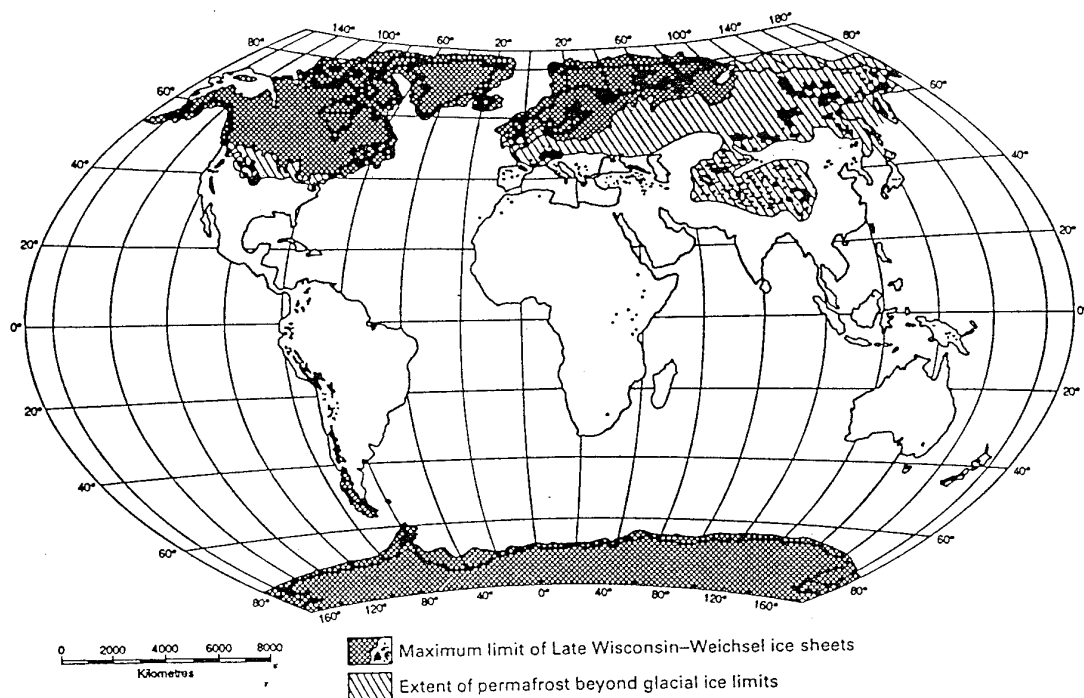 140° 100° 60° 20° 20° 60° 100° 140° 180°
80° 80°
60° 60°
40° 40°
20° 20°
0° 0°
20° 20°
40° 40°
60° 60°
80° 160° 120° 80° 40° 0° 40° 80° 120° 160° 80°
0 2000 4000 6000 8000
Kilometres
Maximum limit of Late Wisconsin–Weichsel ice sheets
Extent of permafrost beyond glacial ice limits